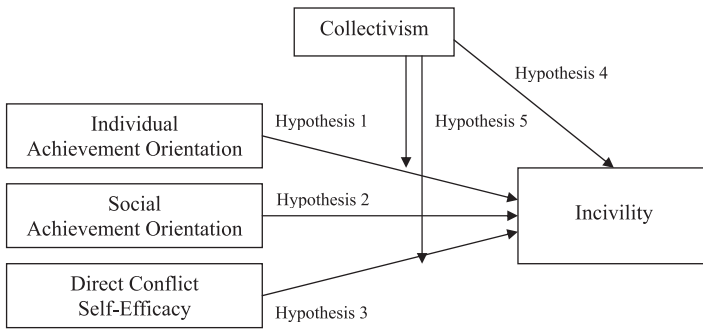 Collectivism
Hypothesis 4
Individual
Achievement Orientation
Hypothesis 1
Hypothesis 5
Social
Achievement Orientation
Hypothesis 2
Incivility
Direct Conflict
Self-Efficacy
Hypothesis 3